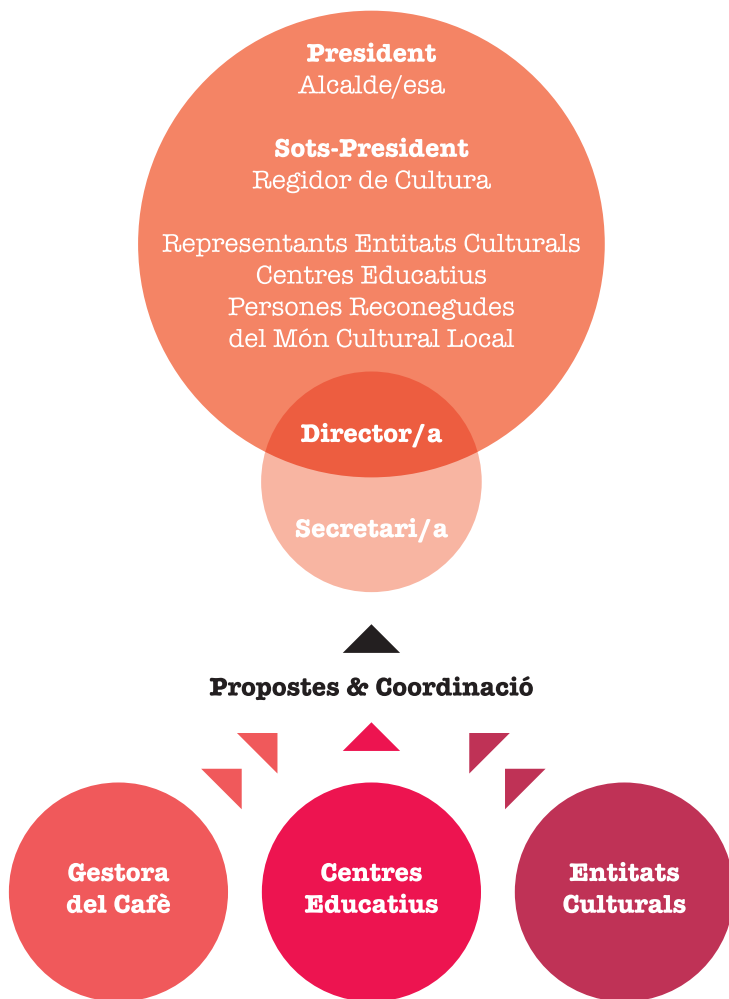 President
Alcalde/esa
Sots-President
Regidor de Cultura
Representants Entitats Culturals
Centres Educatius
Persones Reconegudes
del Món Cultural Local
Director/a
Secretari/a
Propostes & Coordinació
Gestora
del Cafè
Centres
Educatius
Entitats
Culturals